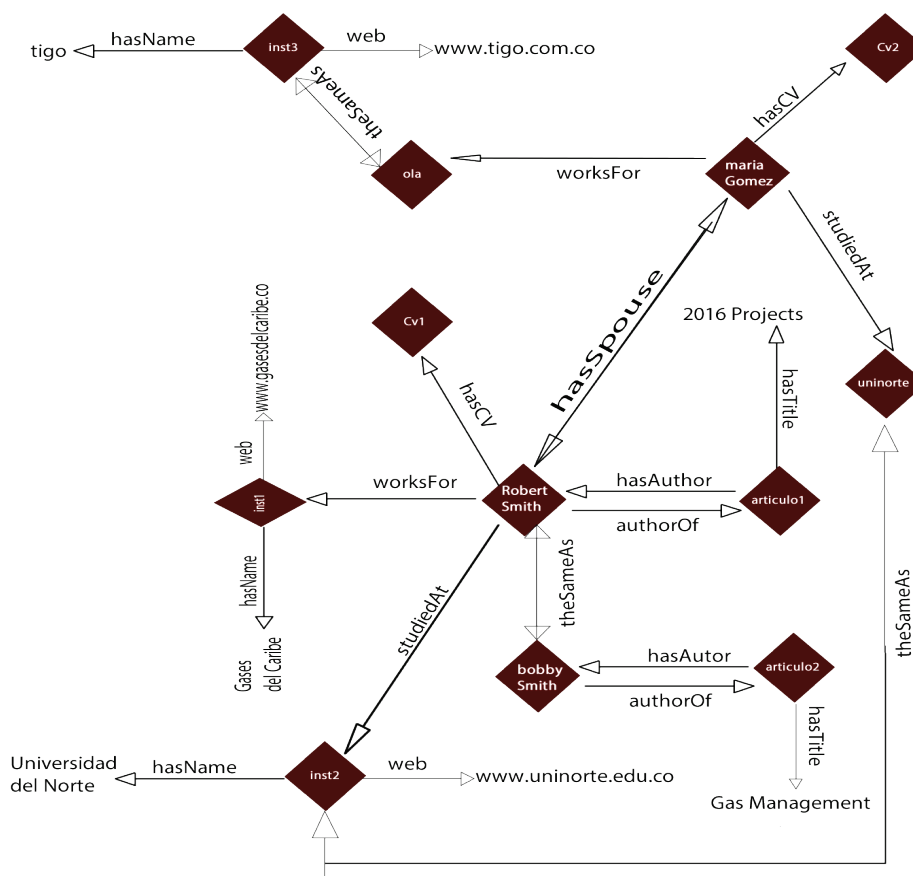 tigo
hasName
inst3
web
www.tigo.com.co
Cv2
theSameAs
hasCV
ola
worksFor
maria
Gomez
studiedAt
www.gasesdelcaribe.co
Cv1
hasSpouse
2016 Projects
uninorte
hasCV
hasTitle
web
inst1
worksFor
Robert
Smith
hasAuthor
authorOf
articulo1
hasName
Gases
del Caribe
studiedAt
theSameAs
theSameAs
bobby
Smith
hasAutor
authorOf
articulo2
hasTitle
Universidad
del Norte
hasName
inst2
web
www.uninorte.edu.co
Gas Management